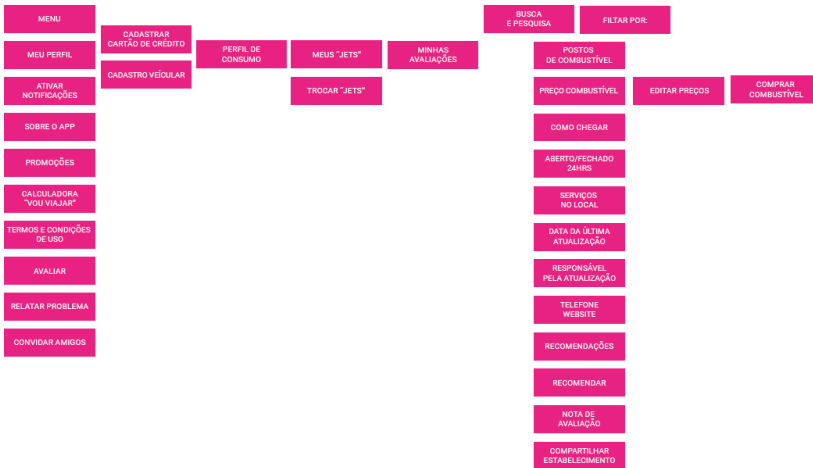 MENU
MEU PERFIL
ATIVAR
NOTIFICAÇÕES
SOBRE O APP
PROMOÇÕES
CALCULADORA
"VOU VIAJAR"
TERMOS E CONDIÇÕES
DE USO
AVALIAR
RELATAR PROBLEMA
CONVIDAR AMIGOS
CADASTRAR
CARTÃO DE CRÉDITO
CADASTRO VEÍCULAR
PERFIL DE
CONSUMO
MEUS "JETS"
TROCAR "JETS"
MINHAS
AVALIAÇÕES
BUSCA
E PESQUISA
FILTAR POR:
POSTOS
DE COMBUSTÍVEL
PREÇO COMBUSTÍVEL
EDITAR PREÇOS
COMPRAR
COMBUSTÍVEL
COMO CHEGAR
ABERTO/FECHADO
24HRS
SERVIÇOS
NO LOCAL
DATA DA ÚLTIMA
ATUALIZAÇÃO
RESPONSÁVEL
PELA ATUALIZAÇÃO
TELEFONE
WEBSITE
RECOMENDAÇÕES
RECOMENDAR
NOTA DE
AVALIAÇÃO
COMPARTILHAR
ESTABELECIMENTO